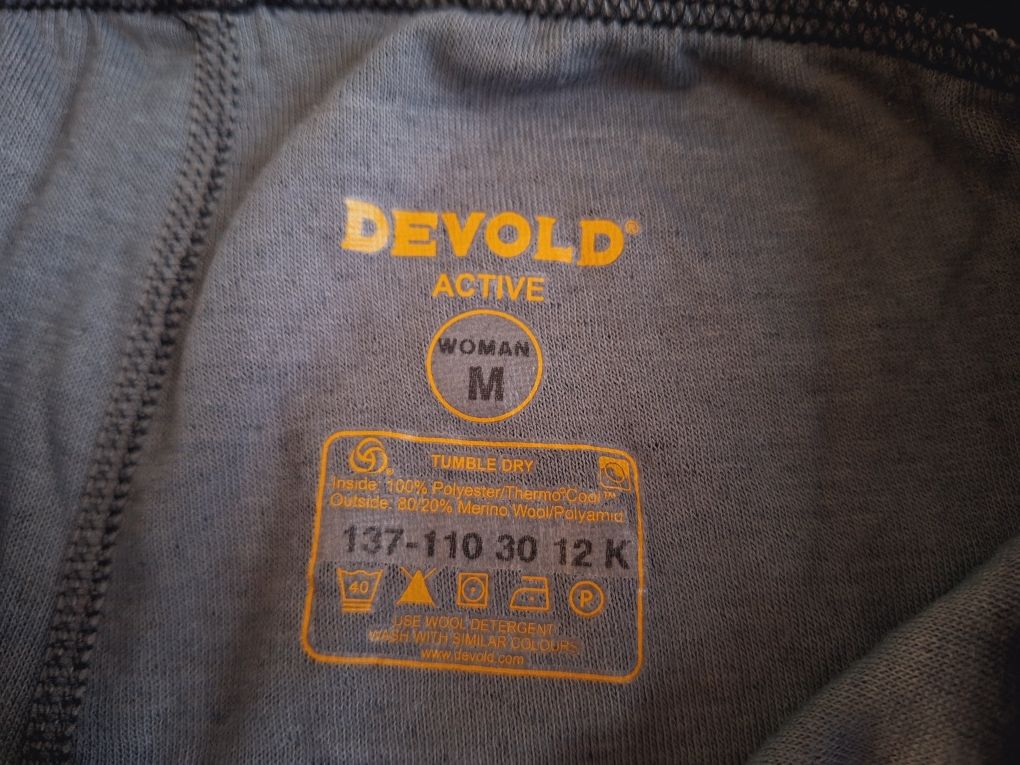 DEVOLD®
ACTIVE
WOMAN
M
TUMBLE DRY
Inside: 100% Polyester/Thermo°Cool™
Outside: 80/20% Merino Wool/Polyamid
137-110 30 12 K
40 P
USE WOOL DETERGENT
WASH WITH SIMILAR COLOURS
www.devold.com